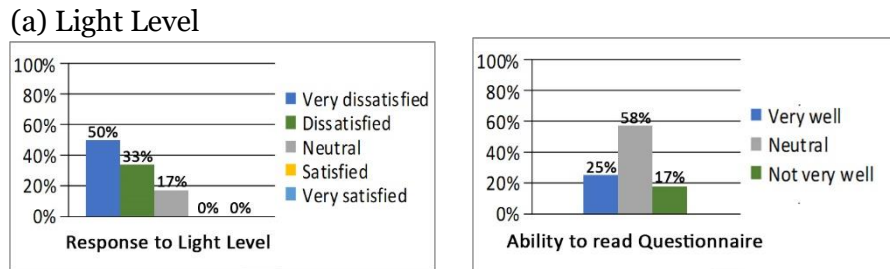 (a) Light Level
100%
80%
60%
40%
20%
0%
50%
33%
17%
0%
0%
Very dissatisfied
Dissatisfied
Neutral
Satisfied
Very satisfied
Response to Light Level
100%
80%
60%
40%
20%
0%
25%
58%
17%
Very well
Neutral
Not very well
Ability to read Questionnaire